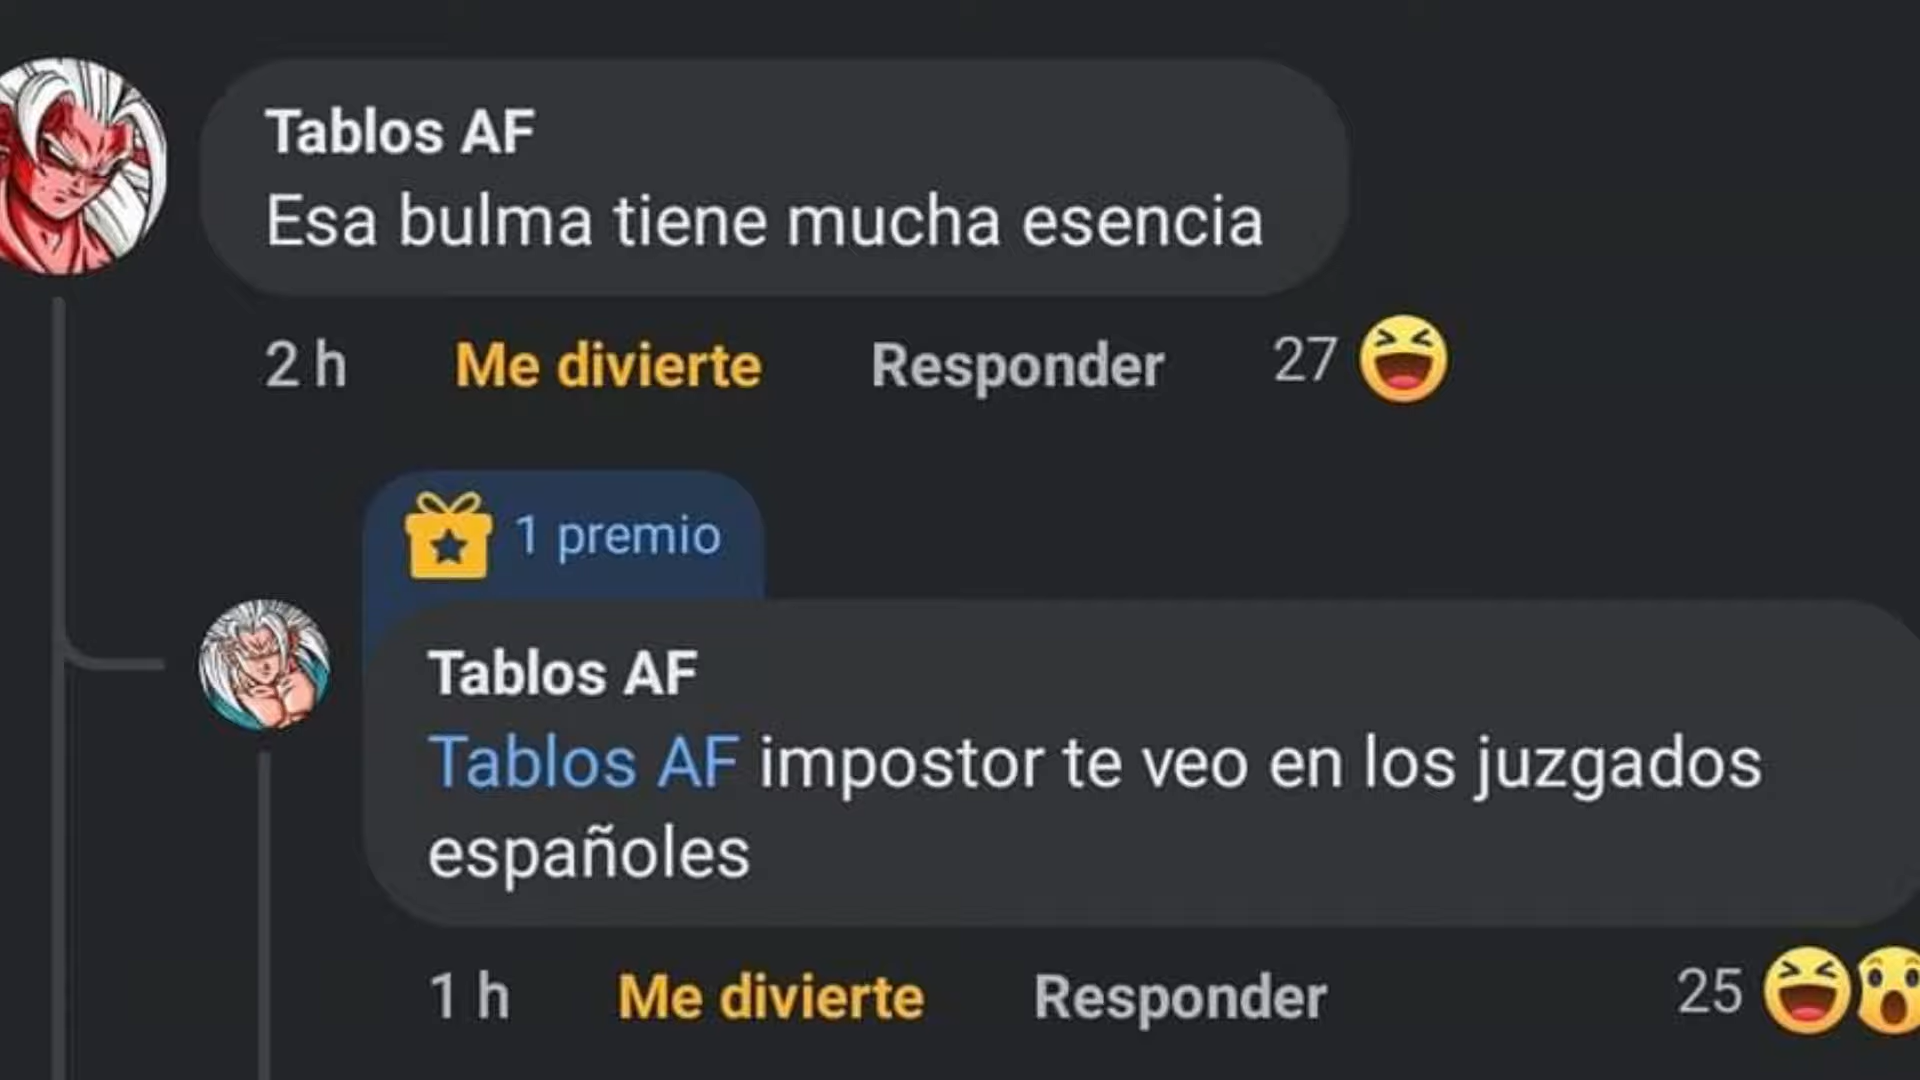 Tablos AF
Esa bulma tiene mucha esencia
2 h Me divierte Responder 27
1 premio
Tablos AF
Tablos AF impostor te veo en los juzgados
españoles
1 h Me divierte Responder 25